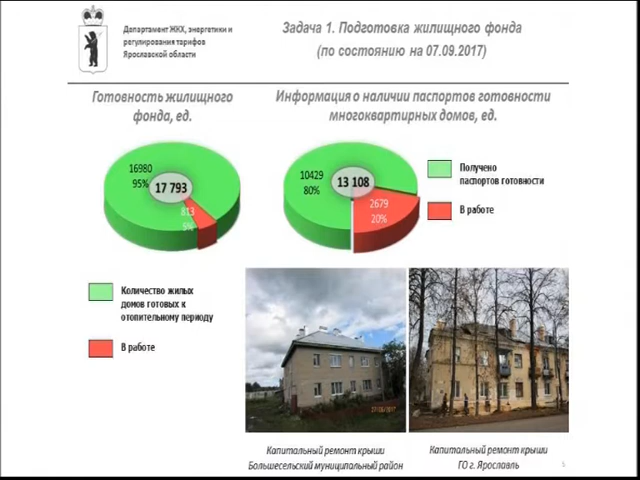 Департамент ЖКХ, энергетики и
регулирования тарифов
Ярославской области
Задача 1. Подготовка жилищного фонда
(по состоянию на 07.09.2017)
Готовность жилищного
фонда, ед.
Информация о наличии паспортов готовности
многоквартирных домов, ед.
16980
95%
17 793
813
5%
10429
80%
13 108
2679
20%
Получено
паспортов готовности
В работе
Количество жилых
домов готовых к
отопительному периоду
В работе
Капитальный ремонт крыши
Большесельский муниципальный район
Капитальный ремонт крыши
ГО г. Ярославль